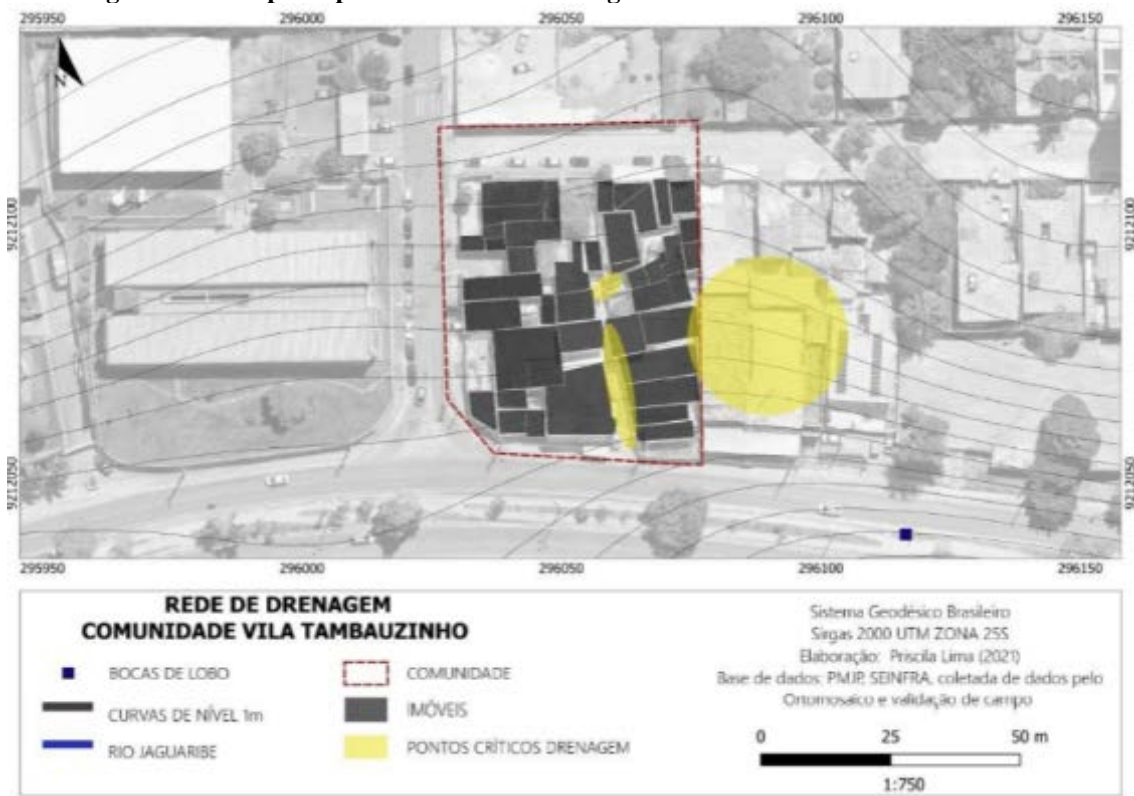 295950 296000 296050 296100 296150
N
9212100 9212100
9212050 9212050
295950 296000 296050 296100 296150
REDE DE DRENAGEM
COMUNIDADE VILA TAMBAUZINHO
BOCAS DE LOBO
CURVAS DE NÍVEL 1m
RIO JAGUARIBE
COMUNIDADE
IMÓVEIS
PONTOS CRÍTICOS DRENAGEM
Sistema Geodésico Brasileiro
Sirgas 2000 UTM ZONA 25S
Elaboração: Priscila Lima (2021)
Base de dados: PMJP, SEINFRA, coletada de dados pelo
Ortomosaico e validação de campo
0 25 50 m
1:750